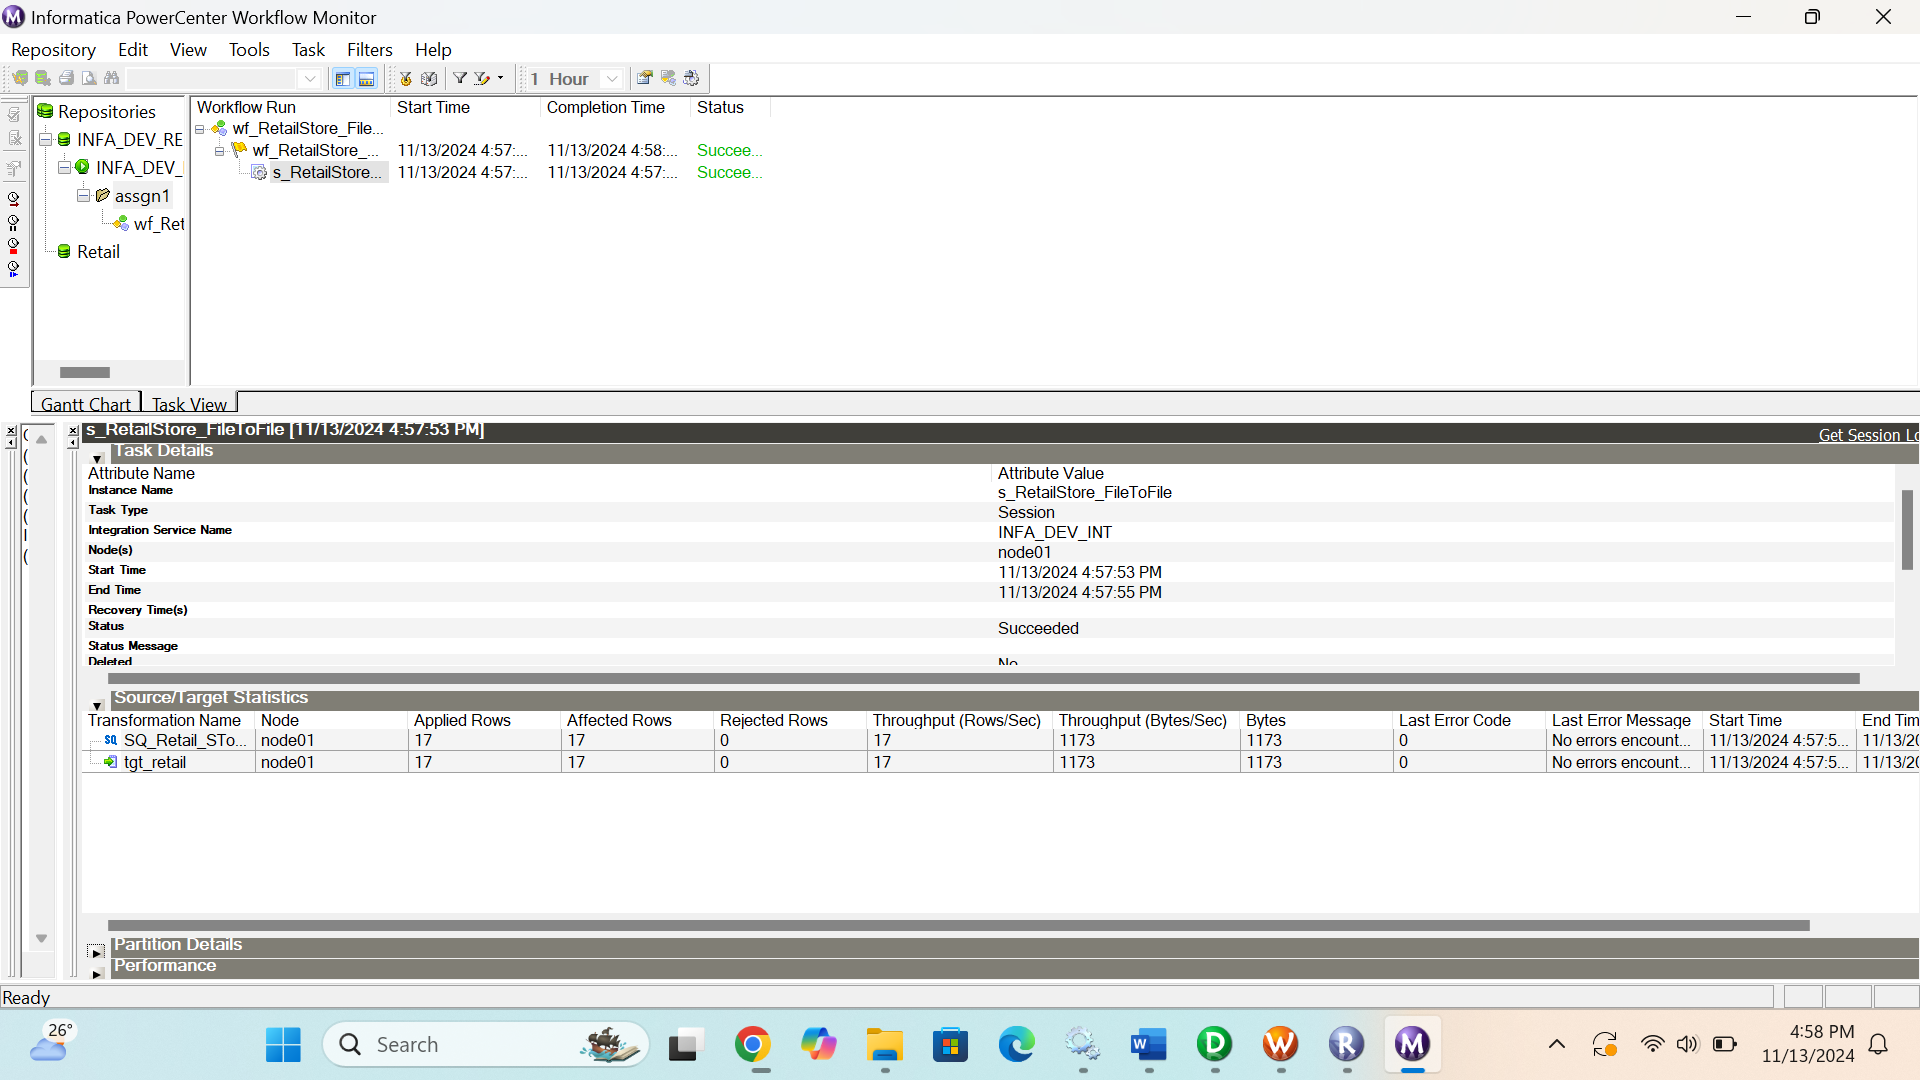 Informatica PowerCenter Workflow Monitor
Repository Edit View Tools Task Filters Help
1 Hour
Repositories
INFA_DEV_RE
INFA_DEV_I
assgn1
wf_Ret
Retail
Workflow Run Start Time Completion Time Status
wf_RetailStore_File...
wf_RetailStore_... 11/13/2024 4:57:... 11/13/2024 4:58:... Succee...
s_RetailStore... 11/13/2024 4:57:... 11/13/2024 4:57:... Succee...
Gantt Chart Task View
s_RetailStore_FileToFile [11/13/2024 4:57:53 PM]
Get Session Lo
Task Details
Attribute Name Attribute Value
Instance Name s_RetailStore_FileToFile
Task Type Session
Integration Service Name INFA_DEV_INT
Node(s) node01
Start Time 11/13/2024 4:57:53 PM
End Time 11/13/2024 4:57:55 PM
Recovery Time(s)
Status Succeeded
Status Message
Deleted No
Source/Target Statistics
Transformation Name Node Applied Rows Affected Rows Rejected Rows Throughput (Rows/Sec) Throughput (Bytes/Sec) Bytes Last Error Code Last Error Message Start Time End Tim
SQ SQ_Retail_STo... node01 17 17 0 17 1173 1173 0 No errors encount... 11/13/2024 4:57:5... 11/13/20
tgt_retail node01 17 17 0 17 1173 1173 0 No errors encount... 11/13/2024 4:57:5... 11/13/20
Partition Details
Performance
Ready
26°
Search
4:58 PM
11/13/2024